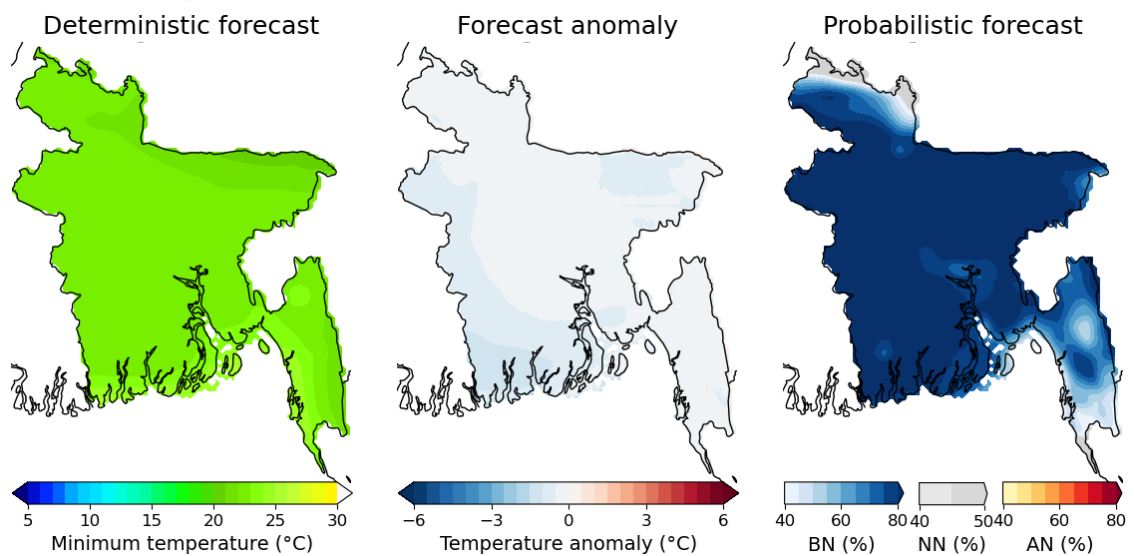 Deterministic forecast
Forecast anomaly
Probabilistic forecast
5 10 15 20 25 30
Minimum temperature (°C)
−6 −3 0 3 6
Temperature anomaly (°C)
40 60 80
BN (%)
40 50
NN (%)
40 60 80
AN (%)